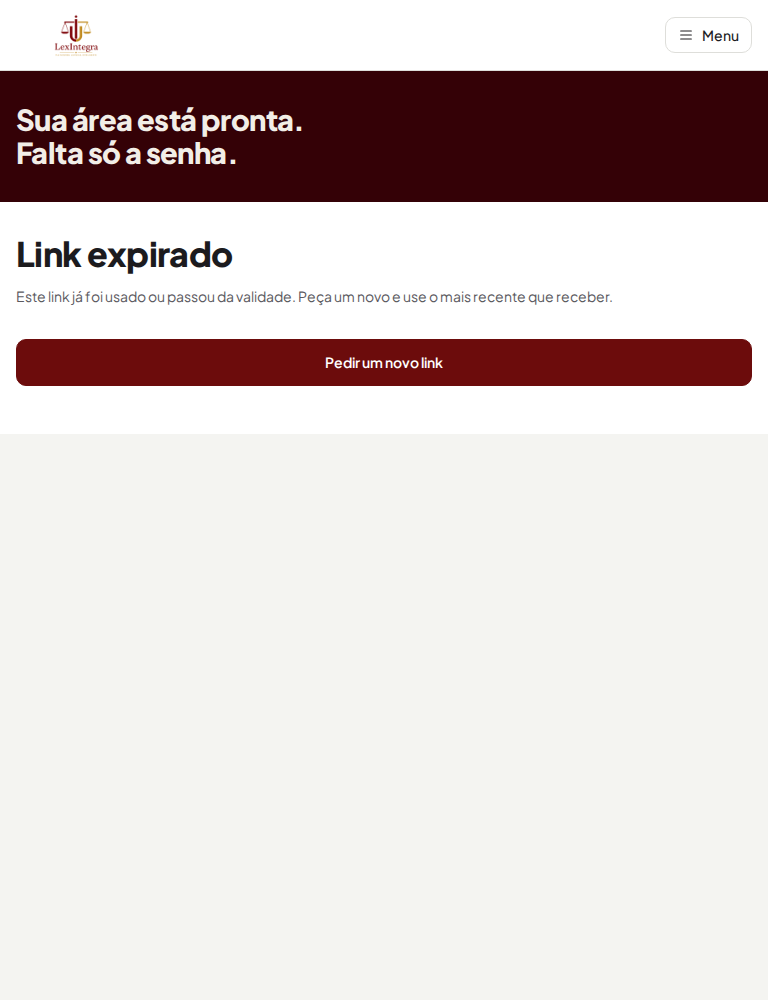 LexIntegra
Menu
Sua área está pronta.
Falta só a senha.
Link expirado
Este link já foi usado ou passou da validade. Peça um novo e use o mais recente que receber.
Pedir um novo link